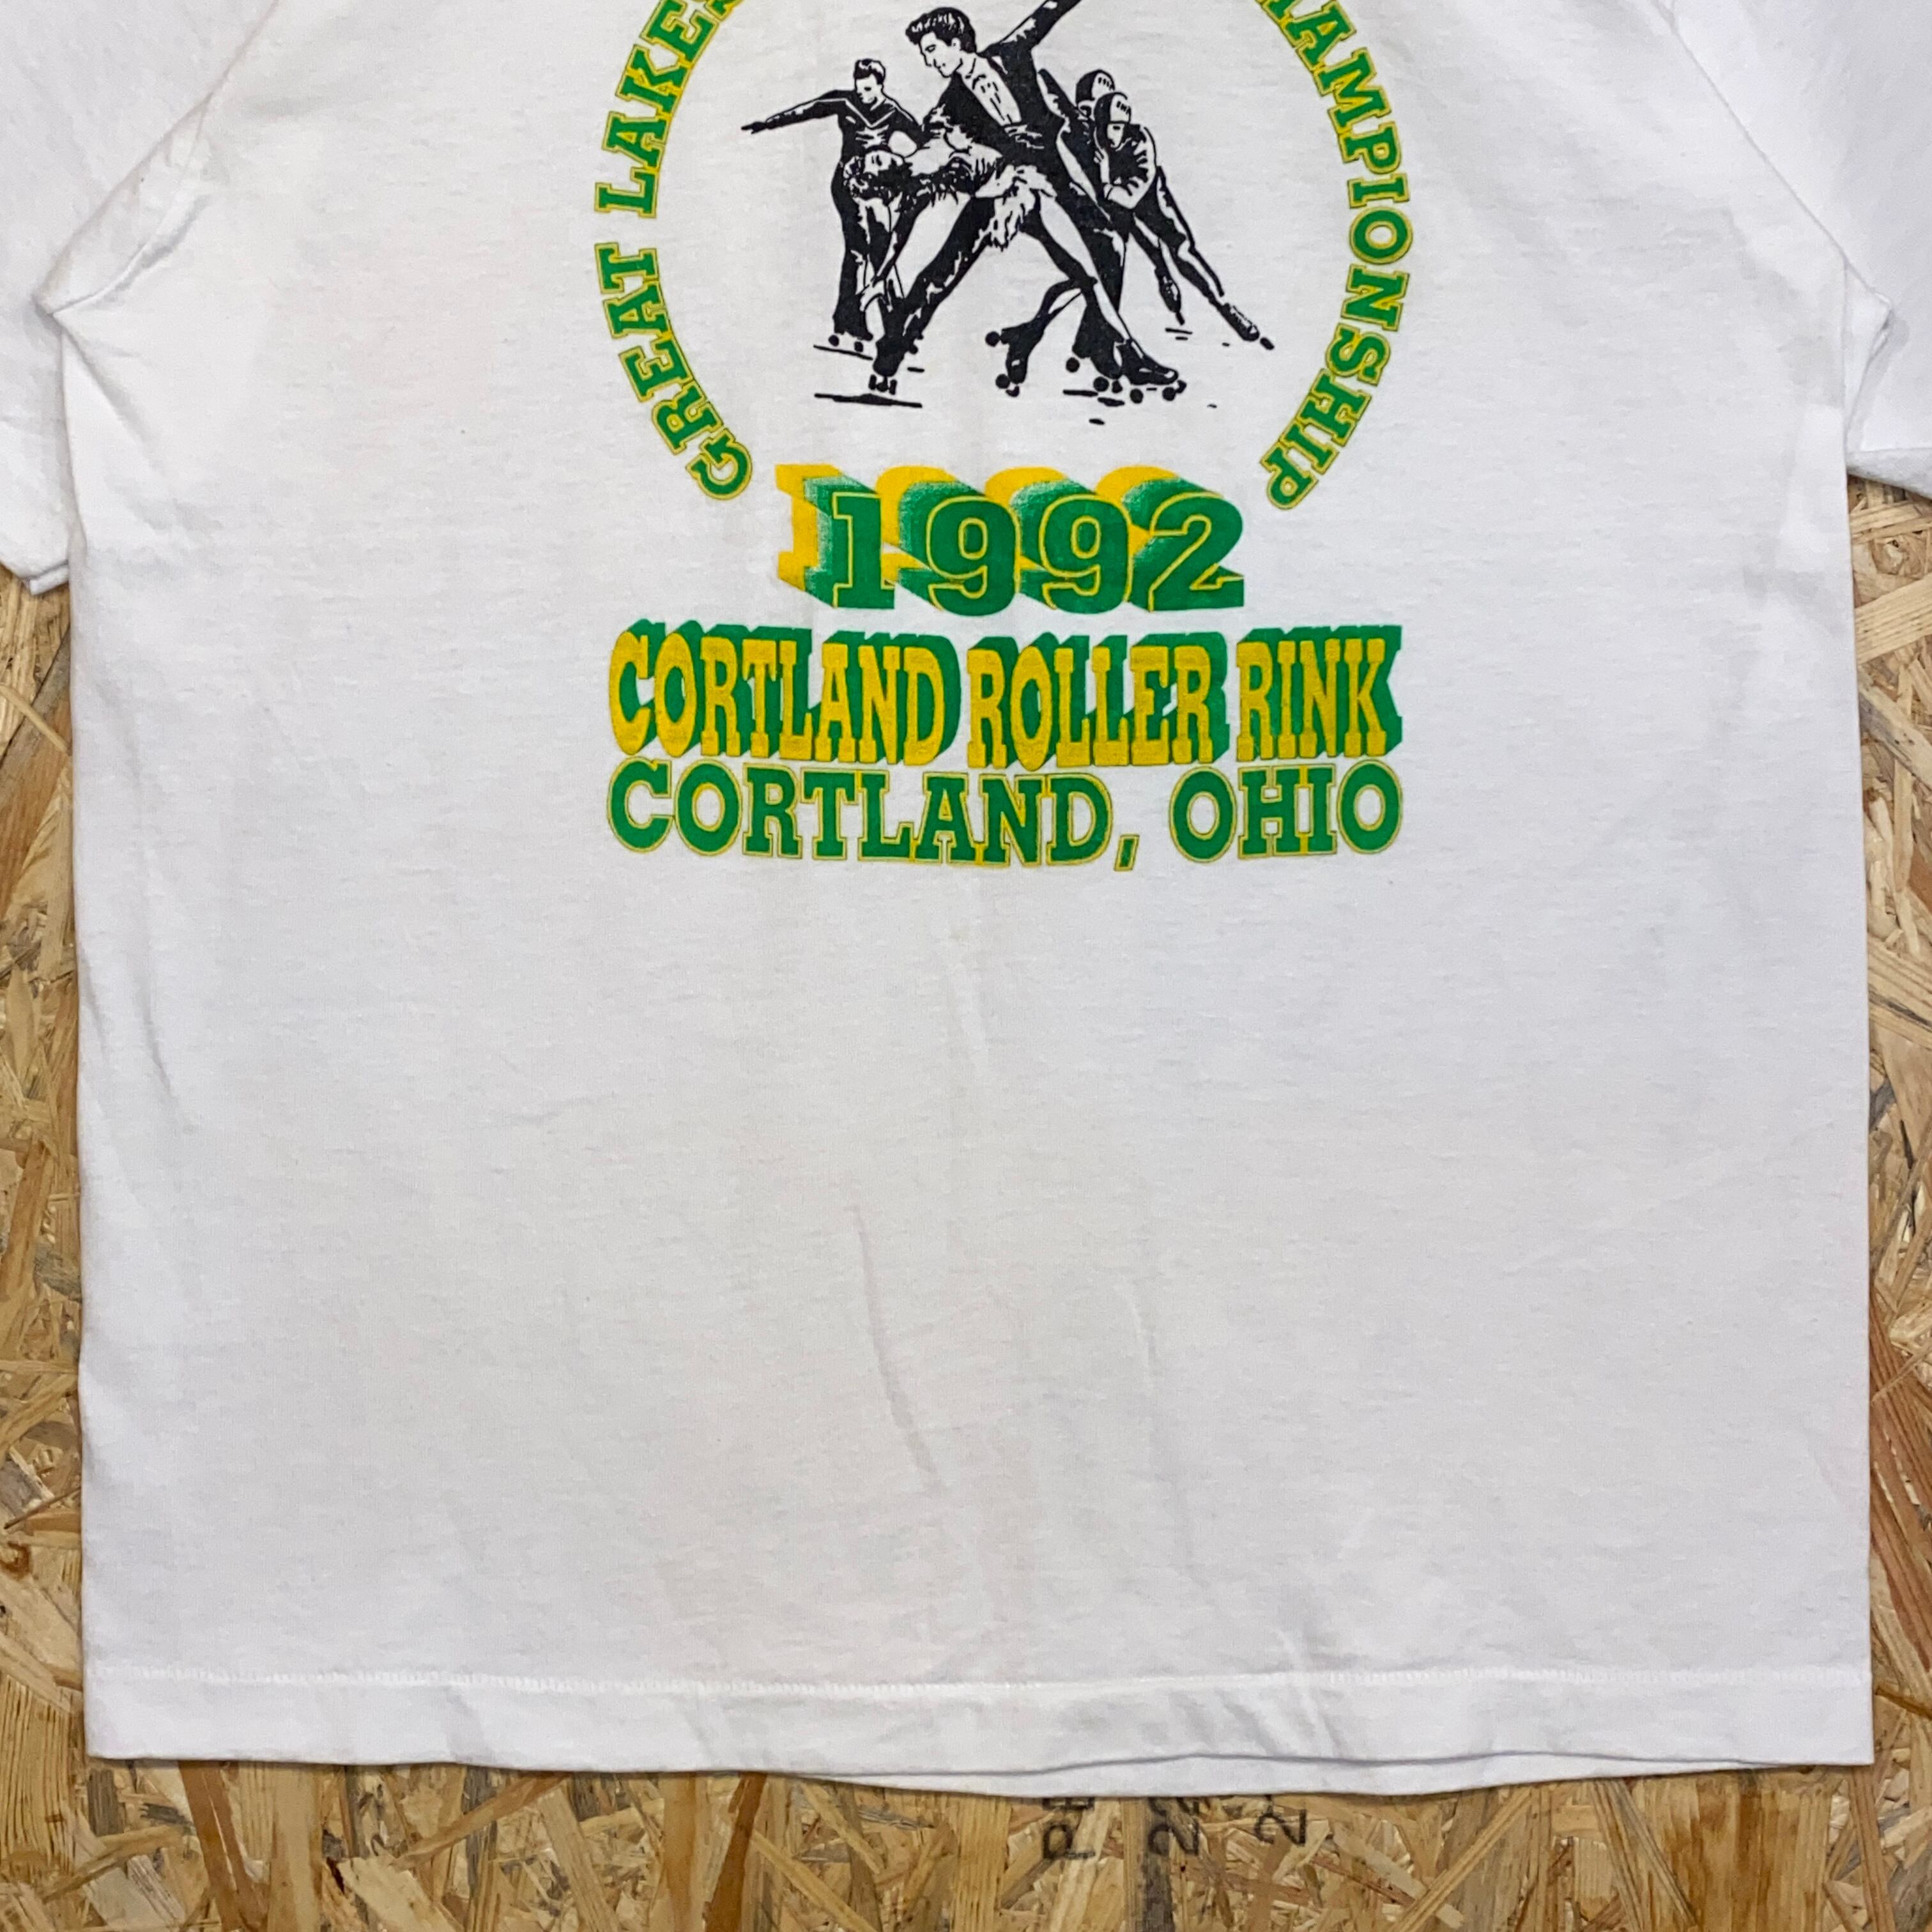 GREAT LAKES
CHAMPIONSHIP
1992
CORTLAND ROLLER RINK
CORTLAND, OHIO